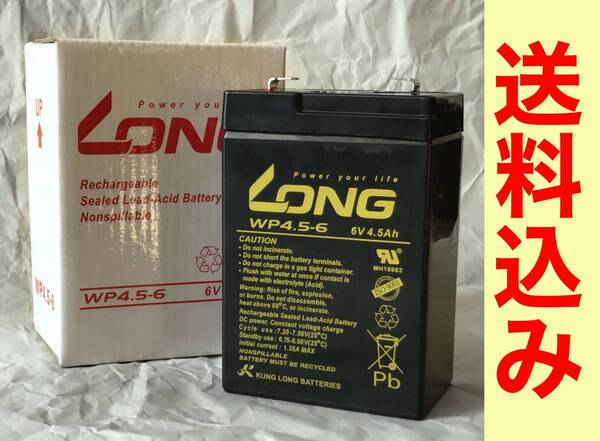 UP
Power you
LONG
Rechargeable
Sealed Lead-Acid Battery
Nonspillable
WP4.5-6 6V
Power your life
LONG
WP4.5-6 6V 4.5Ah
CAUTION
Do not incinerate.
Do not short the battery terminals.
Do not charge in a gas tight container.
Flush with water at once if contact is
made with electrolyte (Acid).
Warning: Risk of fire, explosion,
or burns. Do not disassemble,
heat above 60°C, or incinerate.
Rechargeable Sealed Lead-Acid Battery
DC power, Constant voltage charge
Cycle use : 7.20-7.50V(25°C)
Standby use : 6.75-6.90V(25°C)
Initial current : 1.35A MAX
NONSPILLABLE
BATTERY MUST BE RECYCLED
KUNG LONG BATTERIES
MH16982
ISO 9001
Pb
送料込み